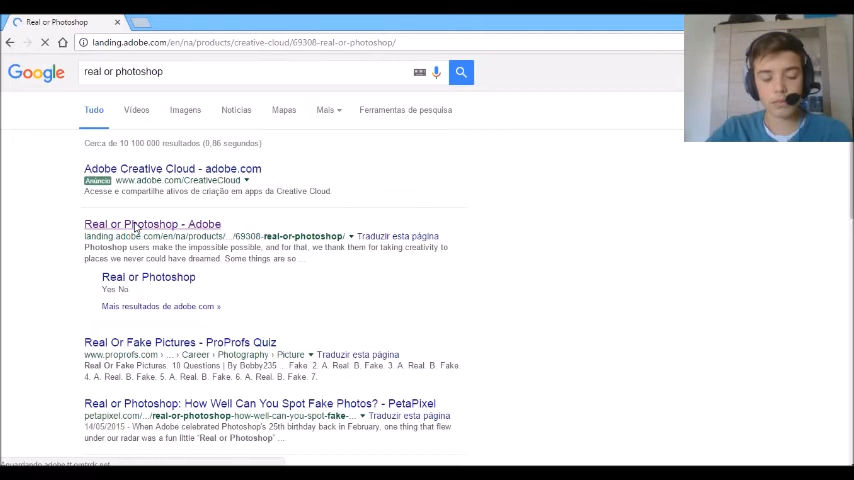 Real or Photoshop
landing.adobe.com/en/na/products/creative-cloud/69308-real-or-photoshop/
Google
real or photoshop
Tudo Vídeos Imagens Notícias Mapas Mais Ferramentas de pesquisa
Cerca de 10 100 000 resultados (0,86 segundos)
Adobe Creative Cloud - adobe.com
Anúncio www.adobe.com/CreativeCloud
Acesse e compartilhe ativos de criação em apps da Creative Cloud.
Real or Photoshop - Adobe
landing.adobe.com/en/na/products/.../69308-real-or-photoshop/ Traduzir esta página
Photoshop users make the impossible possible, and for that, we thank them for taking creativity to
places we never could have dreamed. Some things are so ...
Real or Photoshop
Yes No.
Mais resultados de adobe.com »
Real Or Fake Pictures - ProProfs Quiz
www.proprofs.com › ... › Career › Photography › Picture Traduzir esta página
Real Or Fake Pictures. 10 Questions | By Bobby235 ... Fake. 2. A. Real. B. Fake. 3. A. Real. B. Fake.
4. A. Real. B. Fake. 5. A. Real. B. Fake. 6. A. Real. B. Fake. 7.
Real or Photoshop: How Well Can You Spot Fake Photos? - PetaPixel
petapixel.com/.../real-or-photoshop-how-well-can-you-spot-fake-... Traduzir esta página
14/05/2015 - When Adobe celebrated Photoshop's 25th birthday back in February, one thing that flew
under our radar was a fun little "Real or Photoshop" ...